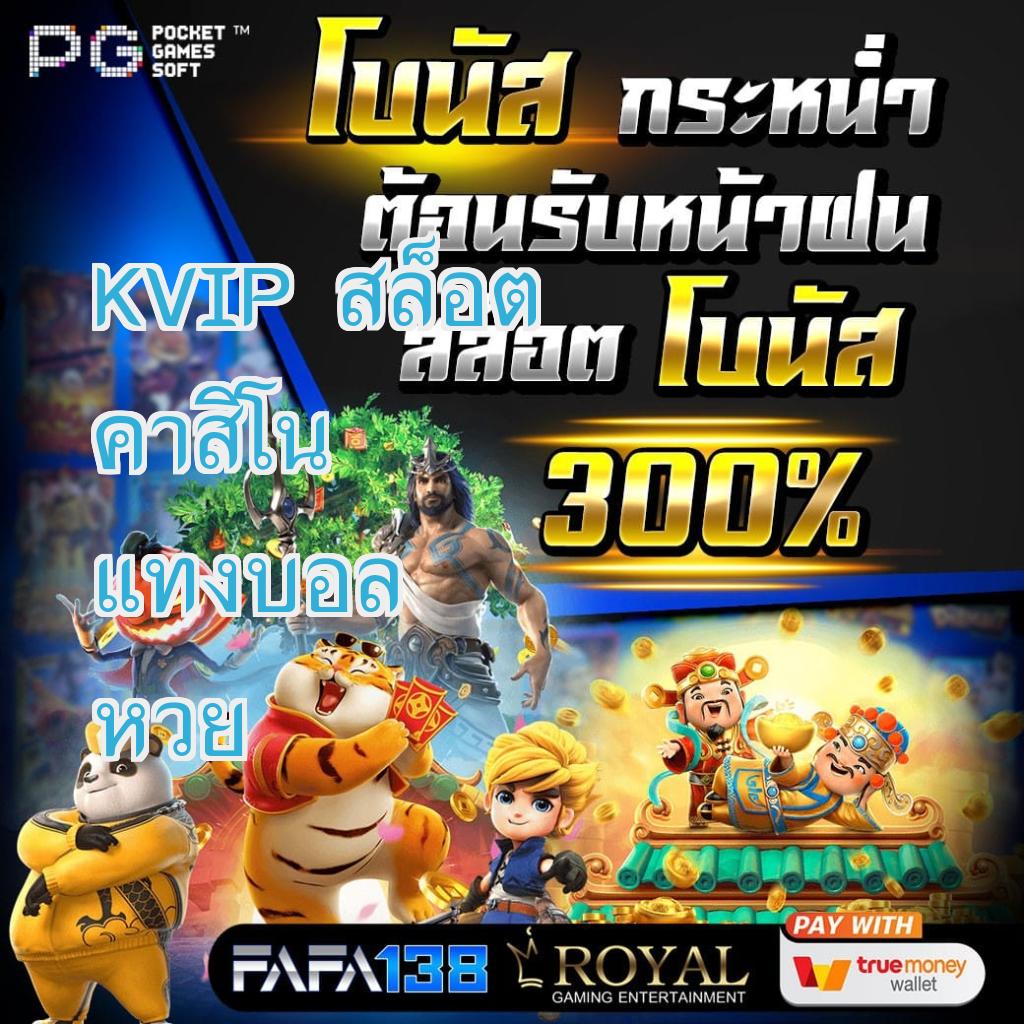 PG POCKET GAMES SOFT ™
โบนัส กระหน่ำ
ต้อนรับหน้าฝน
KVIP สล็อต
สล็อต โบนัส
คาสิโน
300%
แทงบอล
หวย
PAY WITH
FAFA138
ROYAL
GAMING ENTERTAINMENT
truemoney
wallet